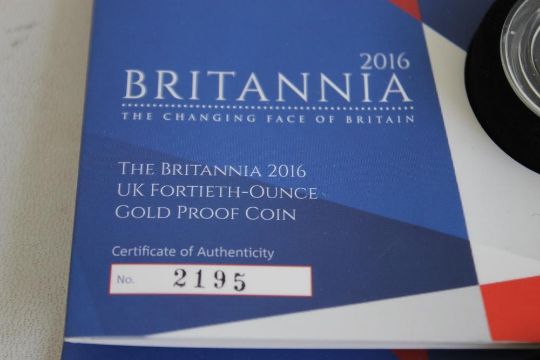 2016
BRITANNIA
THE CHANGING FACE OF BRITAIN
THE BRITANNIA 2016
UK FORTIETH-OUNCE
GOLD PROOF COIN
Certificate of Authenticity
No. 2195